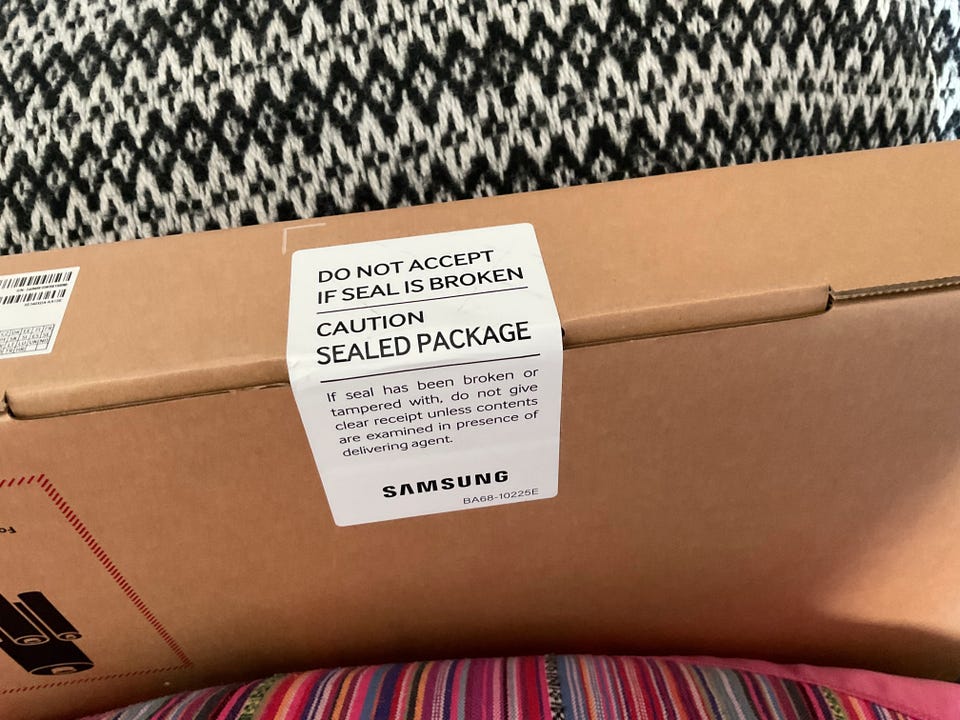 DO NOT ACCEPT
IF SEAL IS BROKEN
CAUTION
SEALED PACKAGE
If seal has been broken or
tampered with, do not give
clear receipt unless contents
are examined in presence of
delivering agent.
SAMSUNG
BA68-10225E